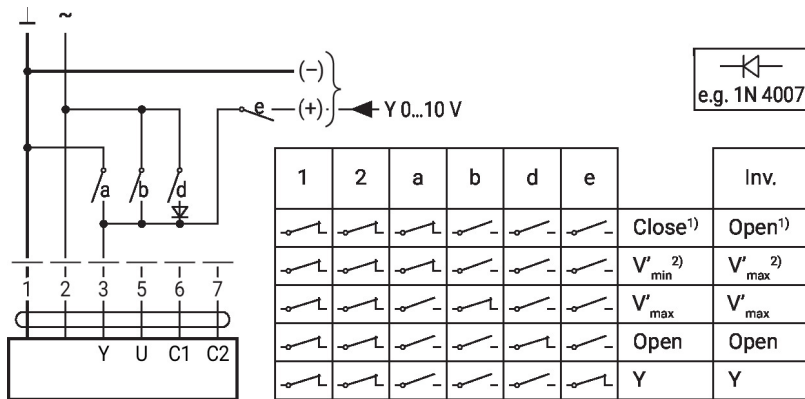 ⊥ ~
(−)
e (+) Y 0...10 V
e.g. 1N 4007
a b d
1 2 3 5 6 7
Y U C1 C2
1 2 a b d e Inv.
Close¹⁾ Open¹⁾
V'min²⁾ V'max²⁾
V'max V'max
Open Open
Y Y